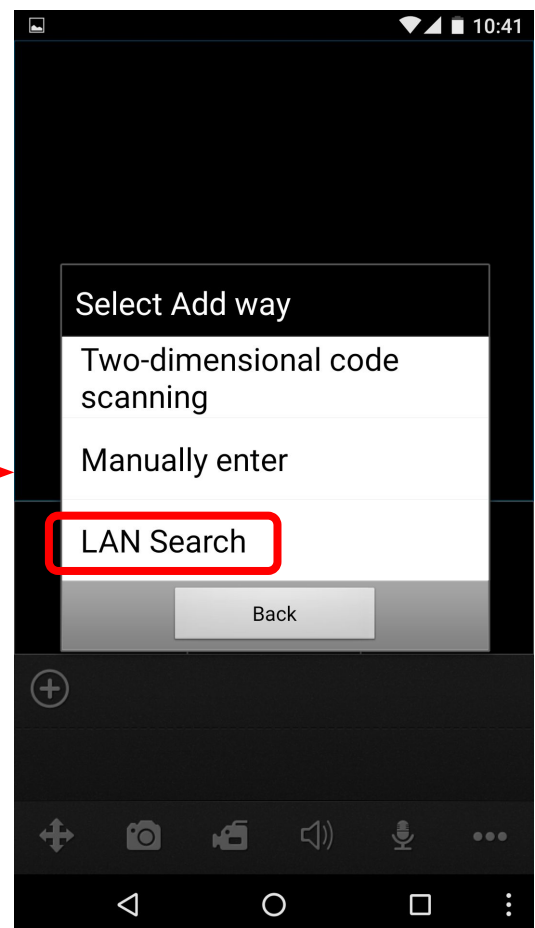 10:41
Select Add way
Two-dimensional code
scanning
Manually enter
LAN Search
Back